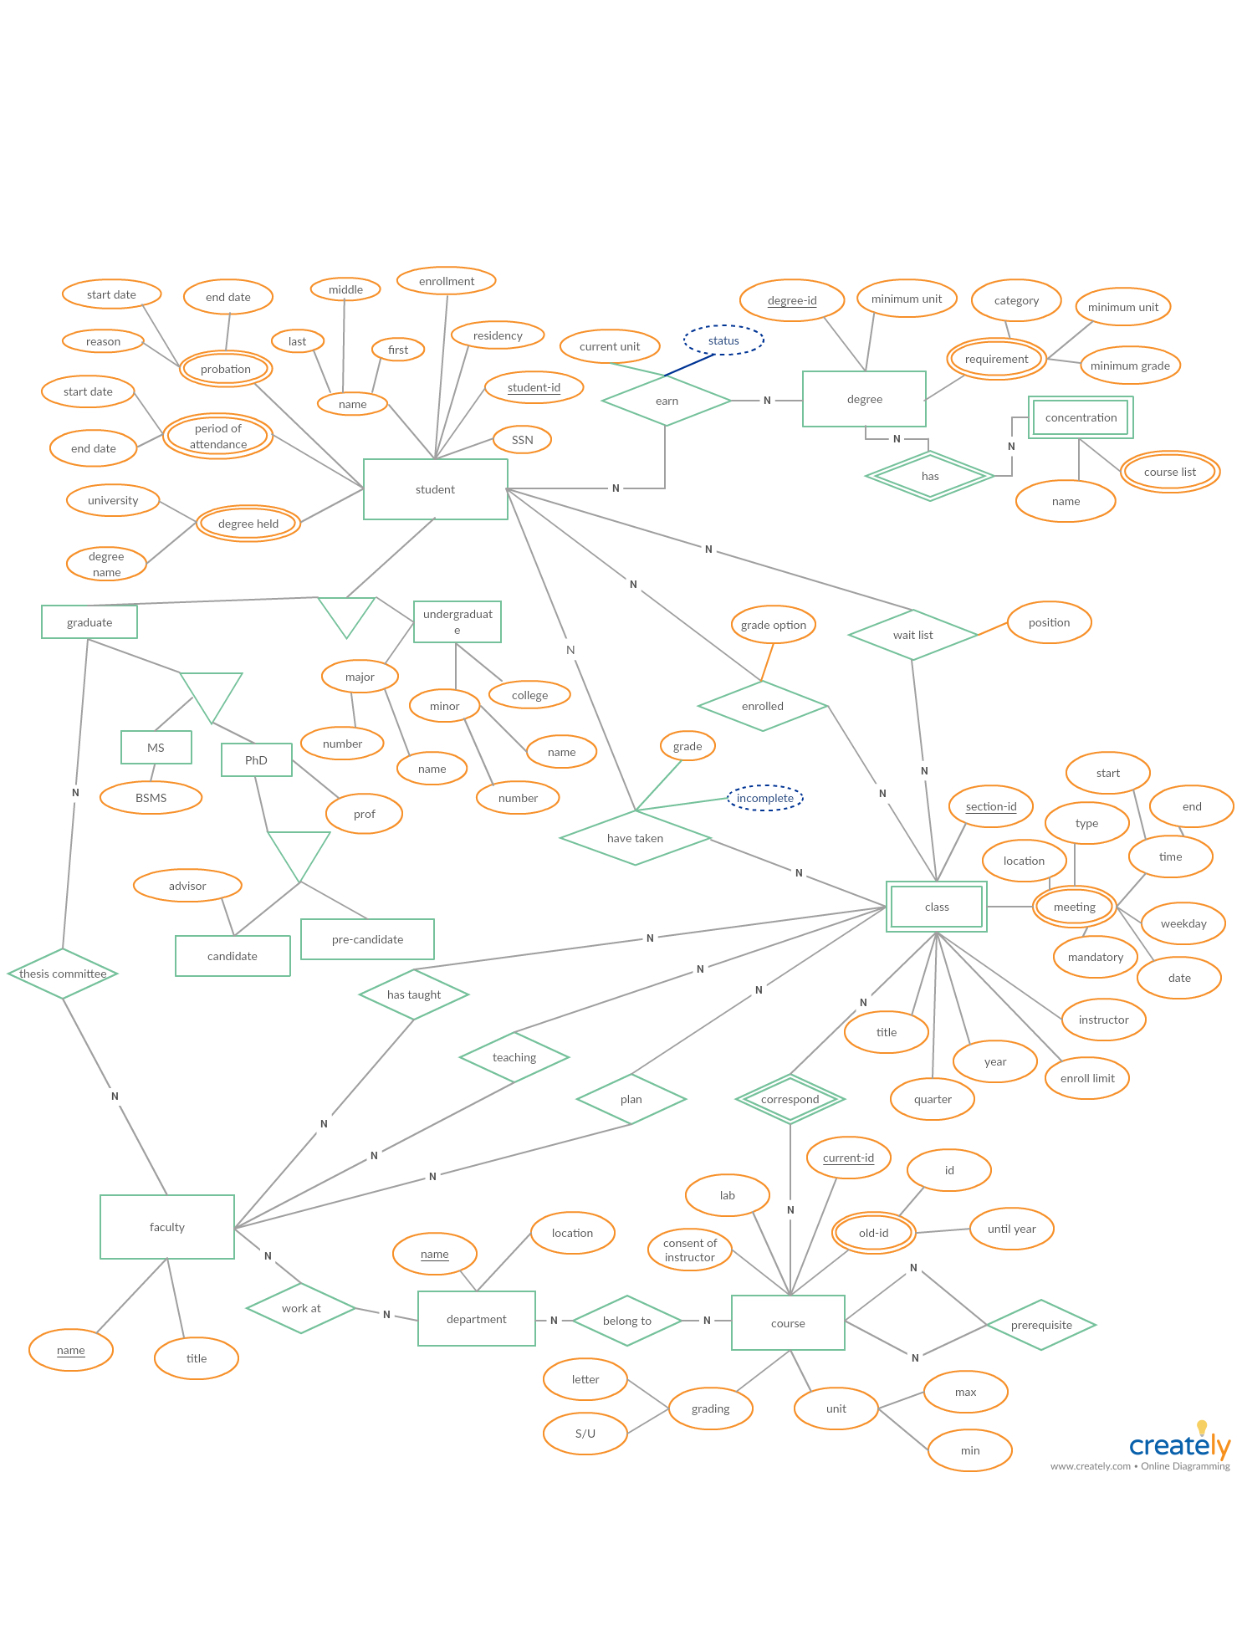 enrollment
middle
start date
end date
degree-id
minimum unit
category
minimum unit
last
first
residency
reason
current unit
status
requirement
minimum grade
probation
start date
name
student-id
earn
N
degree
concentration
period of
attendance
end date
SSN
N
N
has
course list
student
N
university
degree held
name
degree
name
N
N
graduate
undergraduat
e
grade option
wait list
position
N
major
college
minor
enrolled
number
name
MS
PhD
grade
name
BSMS
number
prof
incomplete
N
N
N
start
end
section-id
type
have taken
location
time
N
advisor
class
meeting
weekday
pre-candidate
N
candidate
mandatory
thesis committee
N
date
has taught
N
N
title
instructor
teaching
year
enroll limit
N
plan
correspond
quarter
N
N
N
current-id
id
lab
N
faculty
N
old-id
until year
location
consent of
instructor
name
N
N
work at
N
department
N
belong to
N
course
prerequisite
name
title
N
letter
grading
unit
max
S/U
min
creately
www.creately.com • Online Diagramming